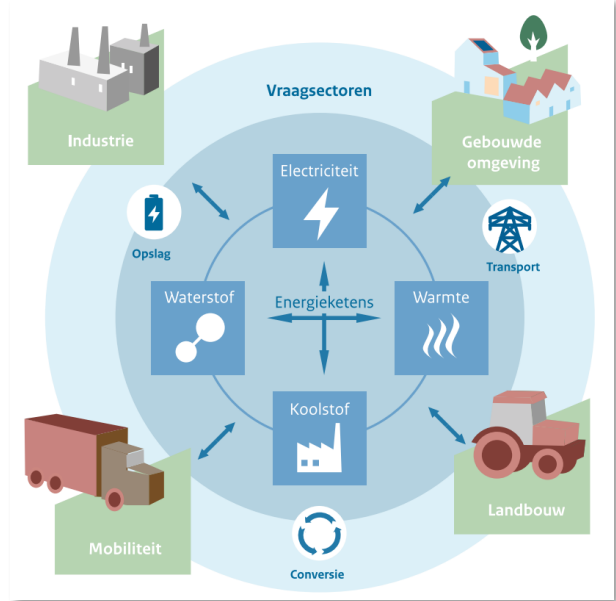 Vraagsectoren
Industrie
Gebouwde
omgeving
Electriciteit
Opslag
Transport
Waterstof
Energieketens
Warmte
Koolstof
Landbouw
Mobiliteit
Conversie